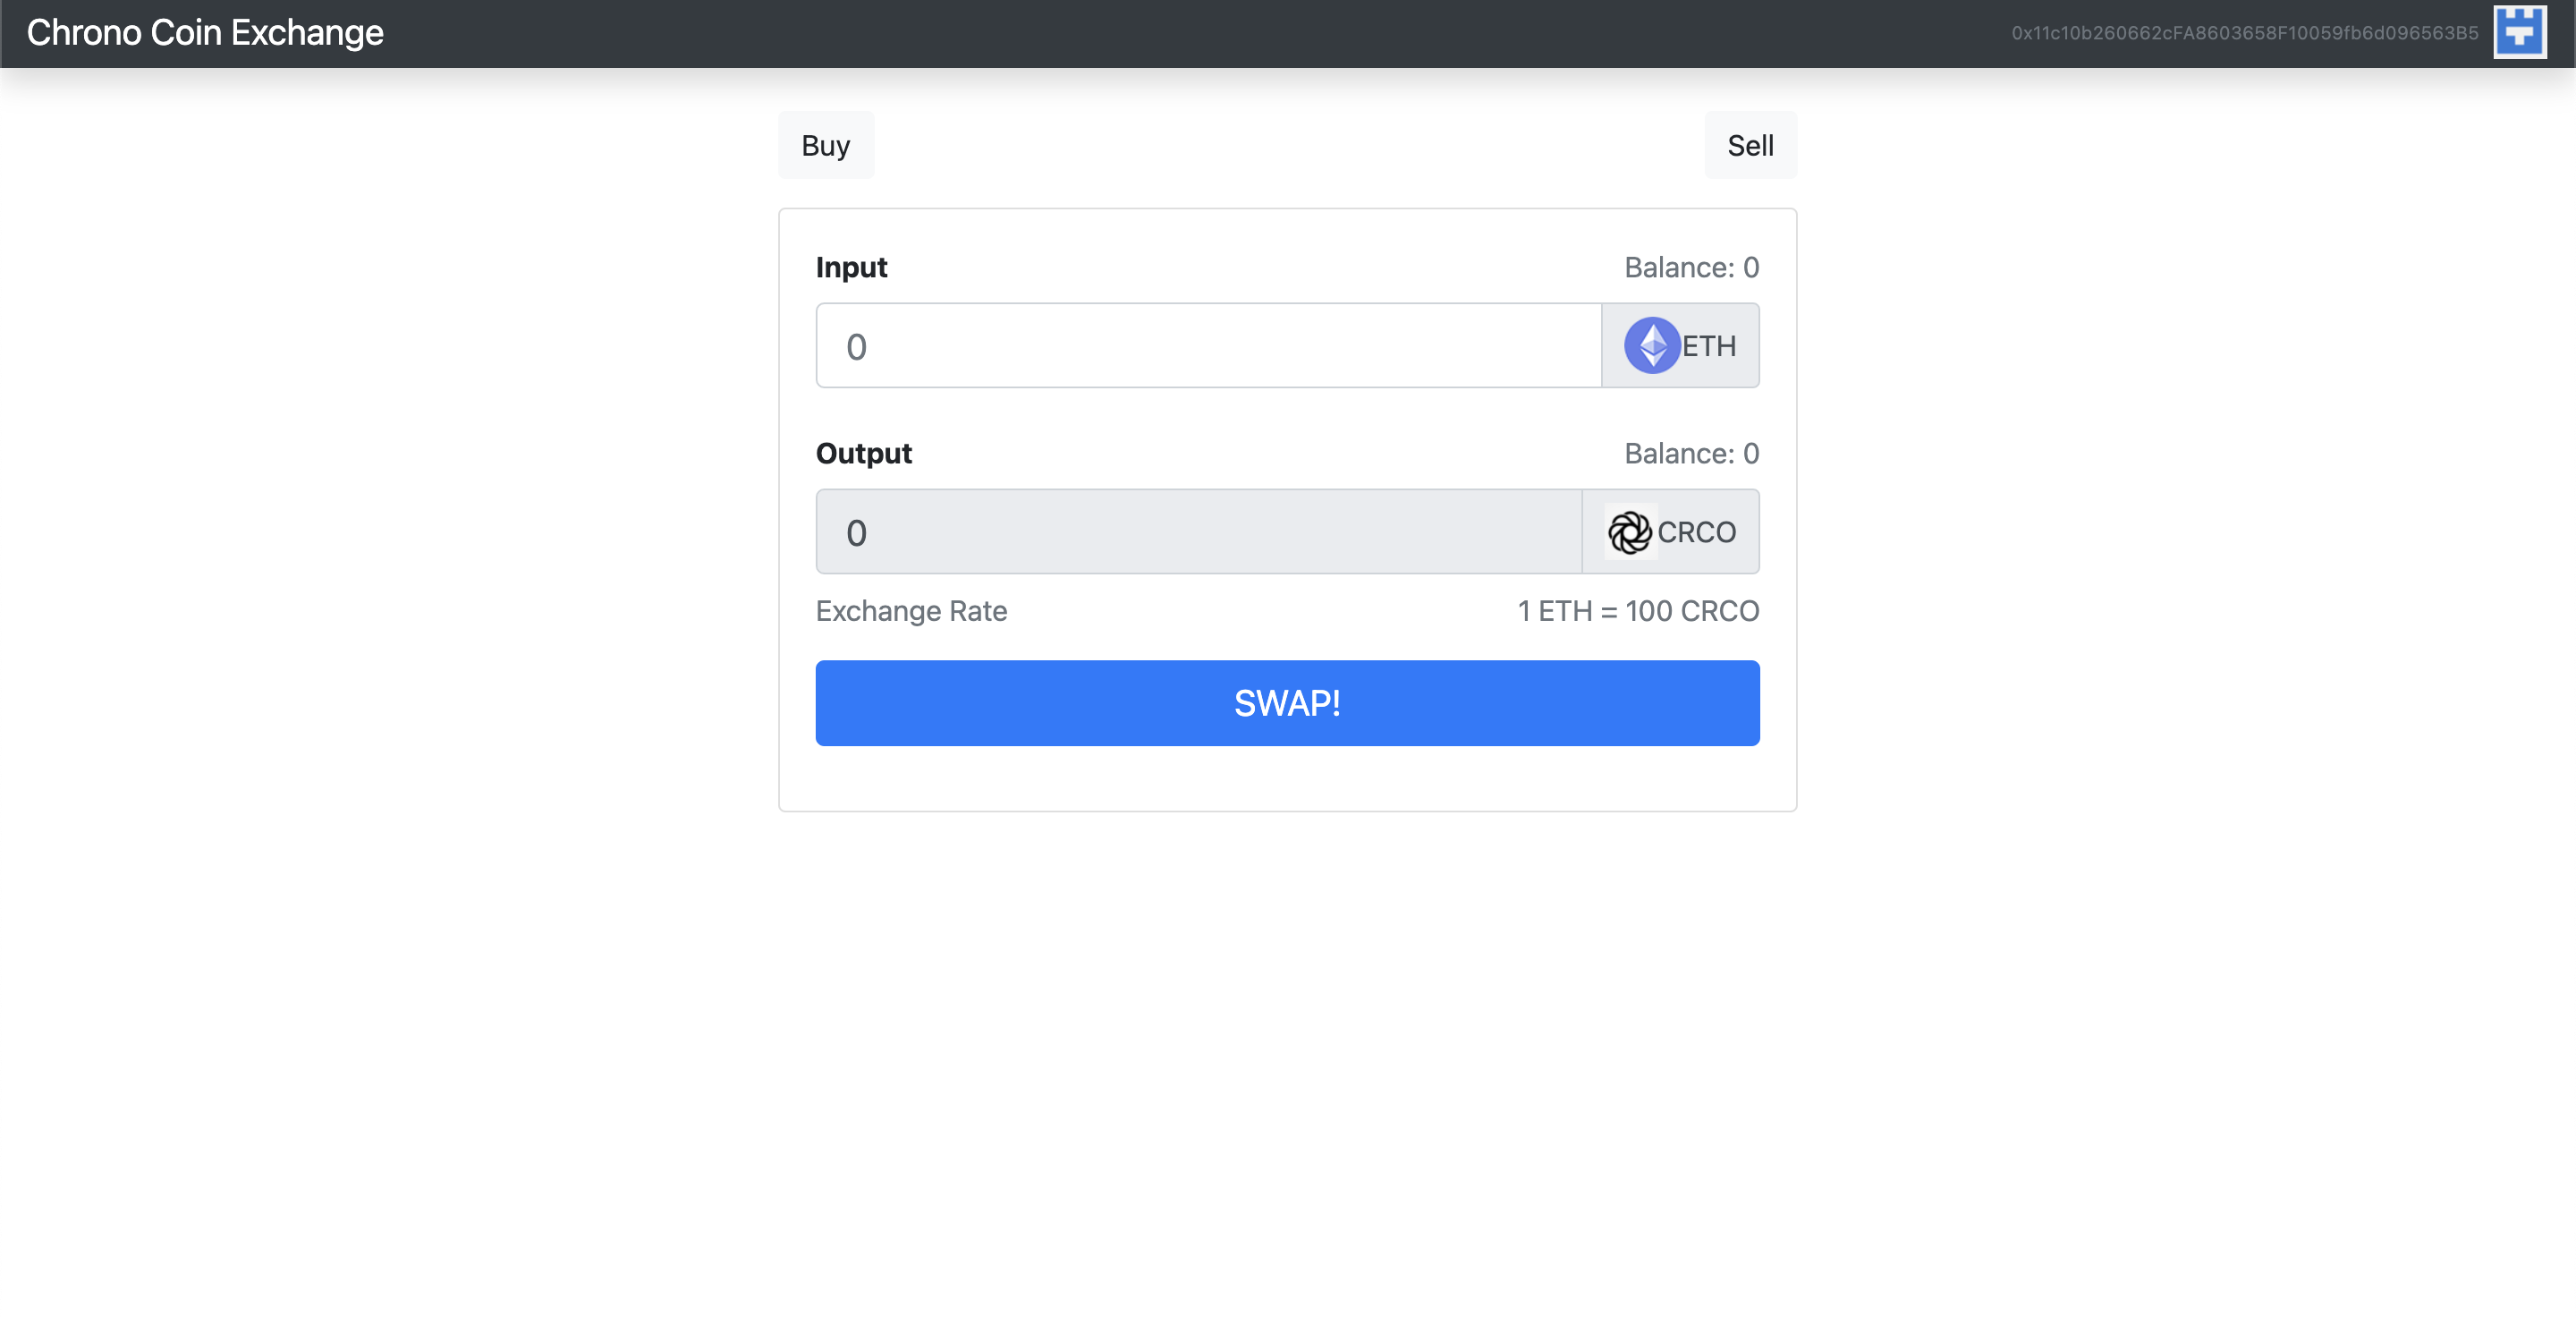 Chrono Coin Exchange
0x11c10b260662cFA8603658F10059fb6d096563B5
Buy
Sell
Input
Balance: 0
0
ETH
Output
Balance: 0
0
CRCO
Exchange Rate
1 ETH = 100 CRCO
SWAP!